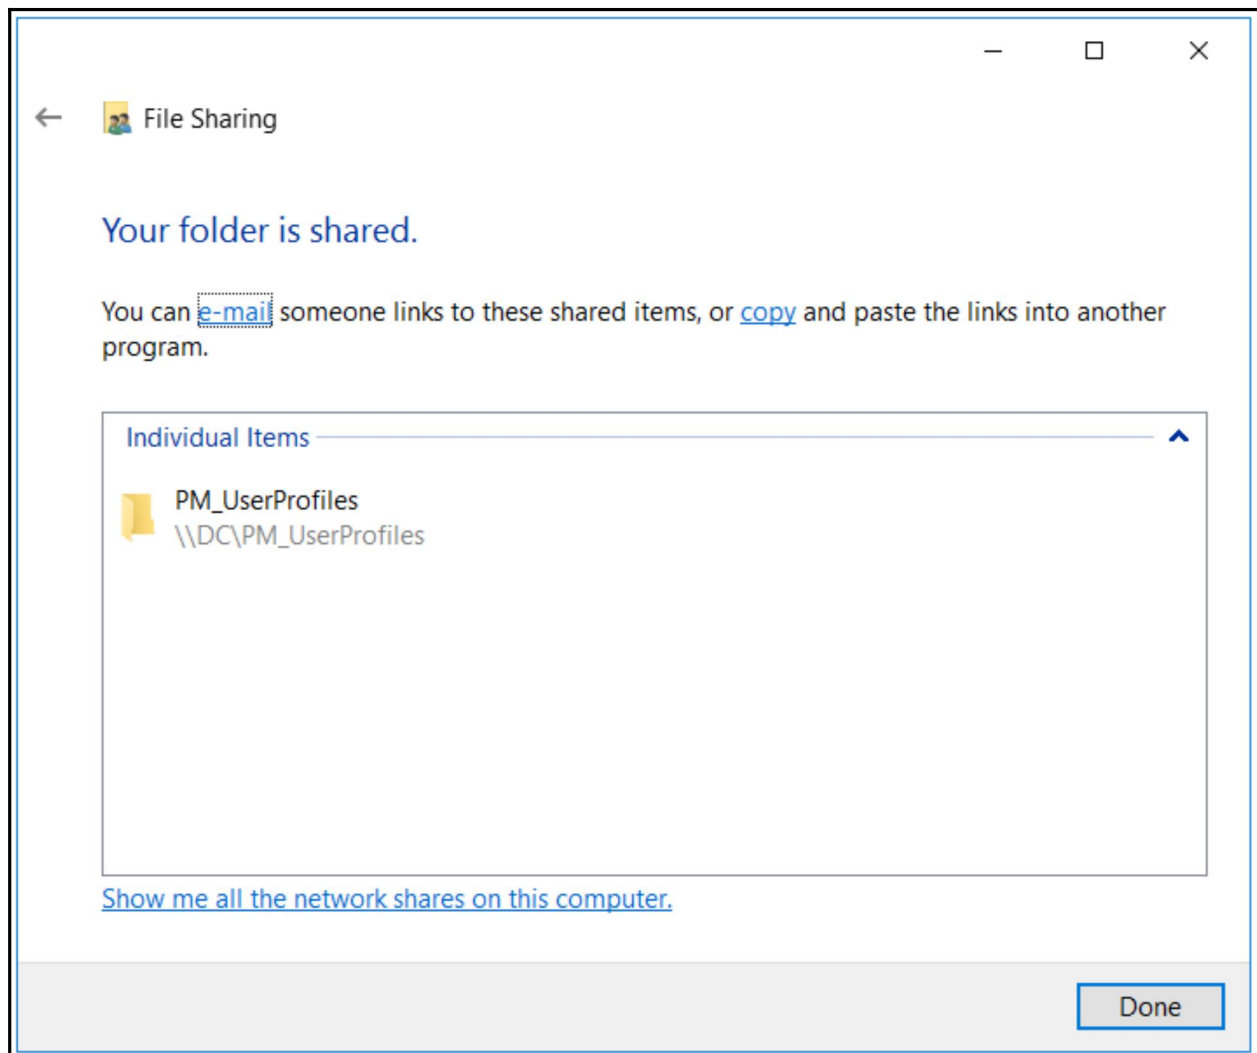 File Sharing
Your folder is shared.
You can e-mail someone links to these shared items, or copy and paste the links into another
program.
Individual Items
PM_UserProfiles
\\DC\PM_UserProfiles
Show me all the network shares on this computer.
Done